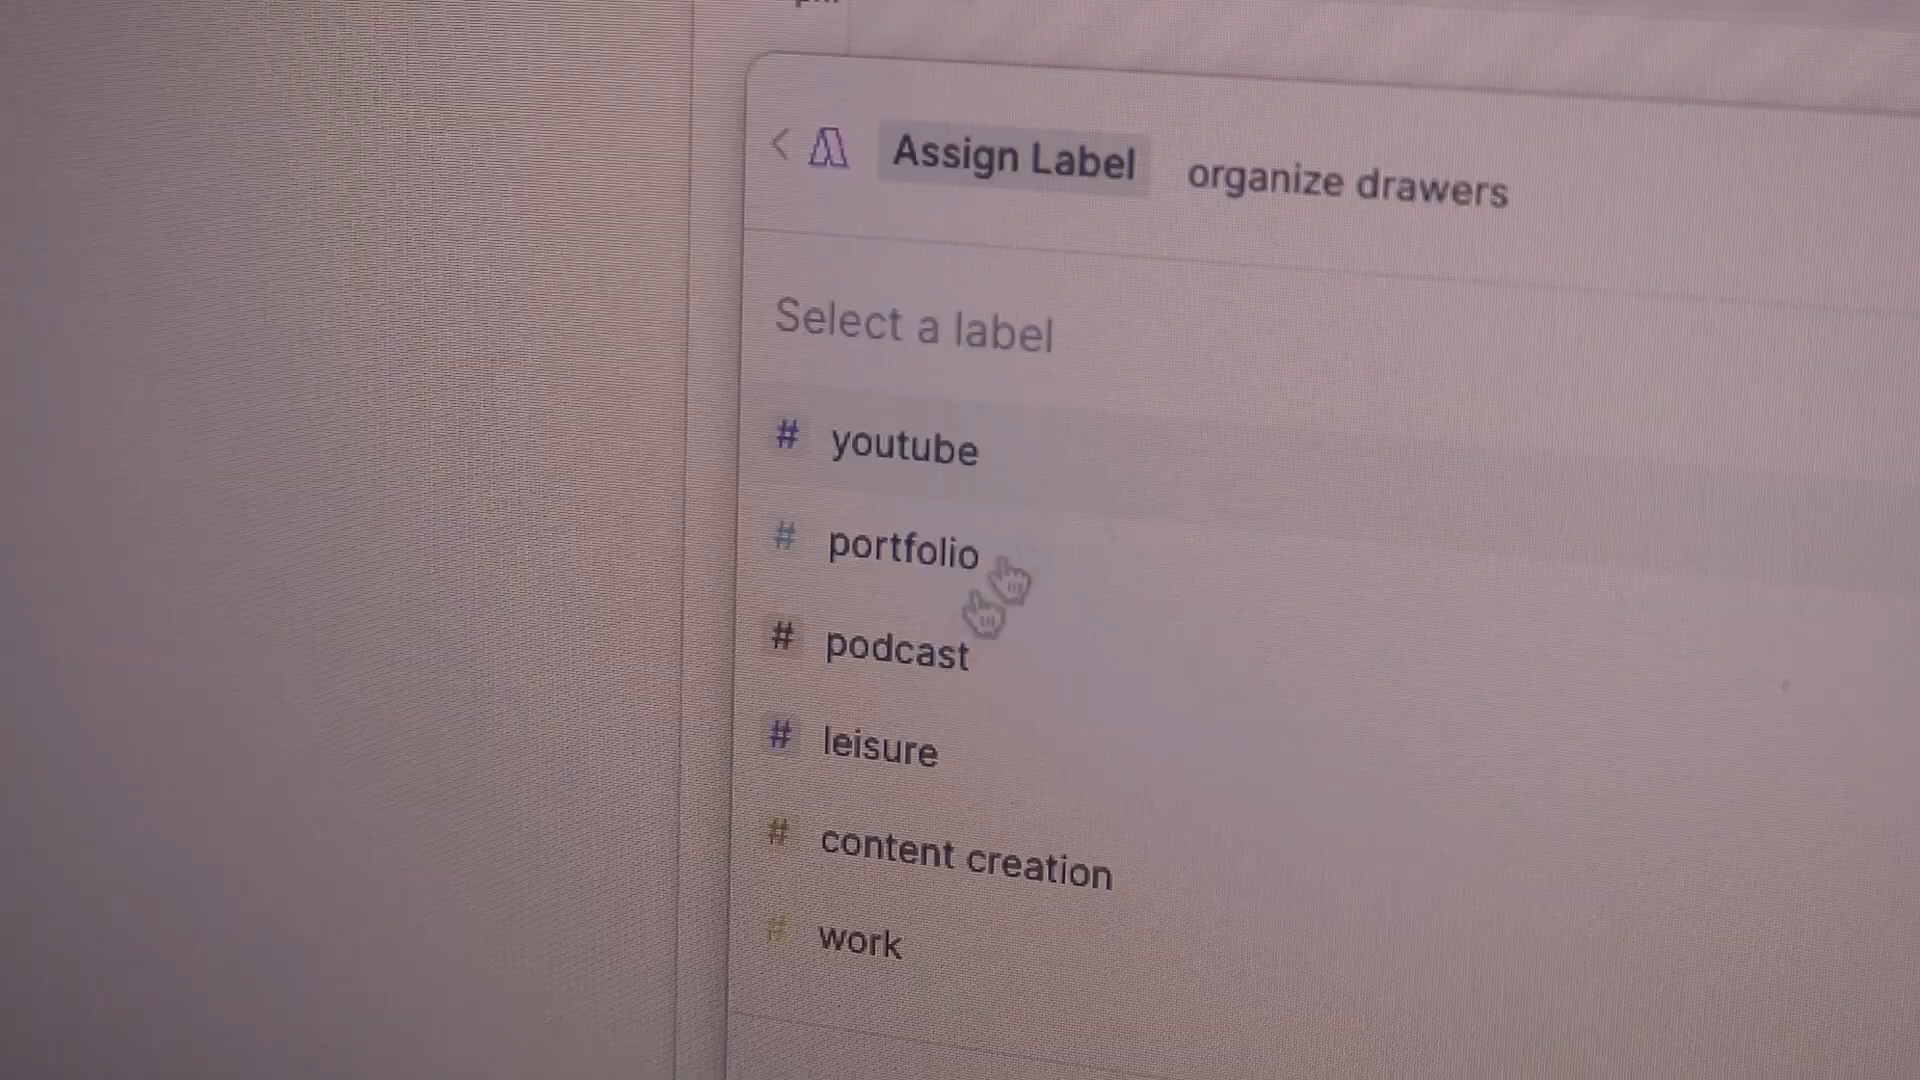 Assign Label organize drawers
Select a label
# youtube
# portfolio
# podcast
# leisure
# content creation
# work